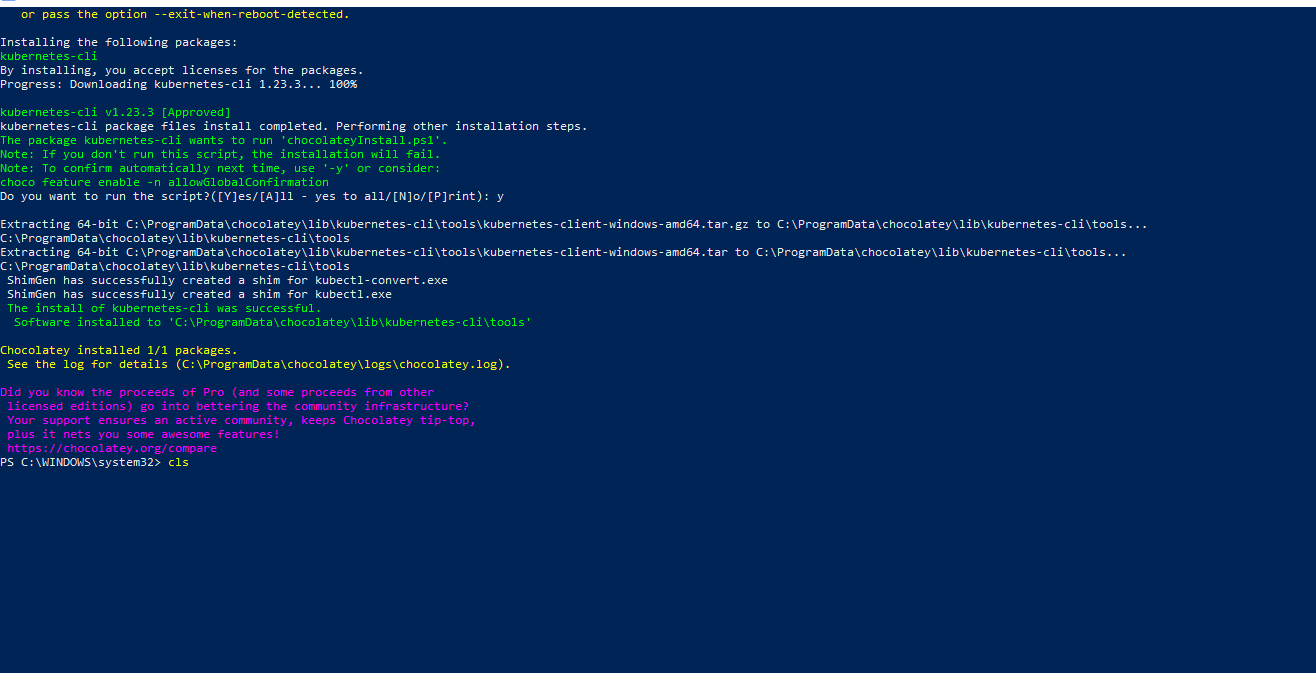 or pass the option --exit-when-reboot-detected.
Installing the following packages:
kubernetes-cli
By installing, you accept licenses for the packages.
Progress: Downloading kubernetes-cli 1.23.3... 100%
kubernetes-cli v1.23.3 [Approved]
kubernetes-cli package files install completed. Performing other installation steps.
The package kubernetes-cli wants to run 'chocolateyInstall.ps1'.
Note: If you don't run this script, the installation will fail.
Note: To confirm automatically next time, use '-y' or consider:
choco feature enable -n allowGlobalConfirmation
Do you want to run the script?([Y]es/[A]ll - yes to all/[N]o/[P]rint): y
Extracting 64-bit C:\ProgramData\chocolatey\lib\kubernetes-cli\tools\kubernetes-client-windows-amd64.tar.gz to C:\ProgramData\chocolatey\lib\kubernetes-cli\tools...
C:\ProgramData\chocolatey\lib\kubernetes-cli\tools
Extracting 64-bit C:\ProgramData\chocolatey\lib\kubernetes-cli\tools\kubernetes-client-windows-amd64.tar to C:\ProgramData\chocolatey\lib\kubernetes-cli\tools...
C:\ProgramData\chocolatey\lib\kubernetes-cli\tools
ShimGen has successfully created a shim for kubectl-convert.exe
ShimGen has successfully created a shim for kubectl.exe
The install of kubernetes-cli was successful.
Software installed to 'C:\ProgramData\chocolatey\lib\kubernetes-cli\tools'
Chocolatey installed 1/1 packages.
See the log for details (C:\ProgramData\chocolatey\logs\chocolatey.log).
Did you know the proceeds of Pro (and some proceeds from other
licensed editions) go into bettering the community infrastructure?
Your support ensures an active community, keeps Chocolatey tip-top,
plus it nets you some awesome features!
https://chocolatey.org/compare
PS C:\WINDOWS\system32> cls